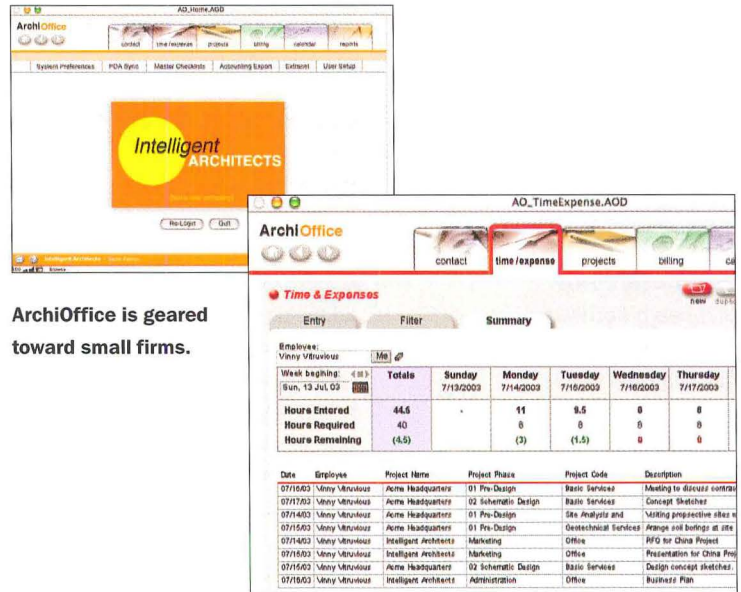 AO_Home.AOD
ArchiOffice
contact time/expense projects billing calendar reports
System Preferences PDA Sync Master Checklists Accounting Export Extranet User Setup
Intelligent
ARCHITECTS
Re-Login Quit
Intelligent Architects
ArchiOffice is geared
toward small firms.
AO_TimeExpense.AOD
ArchiOffice
contact time/expense projects billing ca
Time & Expenses
new
Entry Filter Summary
Employee:
Vinny Vitruvious Me
Week begining: Totals Sunday Monday Tuesday Wednesday Thursday
Sun, 13 Jul, 03 7/13/2003 7/14/2003 7/15/2003 7/16/2003 7/17/2003
Hours Entered 44.5 - 11 9.5 8 8
Hours Required 40 8 8 8 8
Hours Remaining (4.5) (3) (1.5) 0 0
Date Employee Project Name Project Phase Project Code Description
07/16/03 Vinny Vitruvious Acme Headquarters 01 Pre-Design Basic Services Meeting to discuss contrac
07/17/03 Vinny Vitruvious Acme Headquarters 02 Schematic Design Basic Services Concept Sketches
07/14/03 Vinny Vitruvious Acme Headquarters 01 Pre-Design Site Analysis and Visiting propsective sites
07/15/03 Vinny Vitruvious Acme Headquarters 01 Pre-Design Geotechnical Services Arange soil borings at site
07/14/03 Vinny Vitruvious Intelligent Architects Marketing Office RFQ for China Project
07/16/03 Vinny Vitruvious Intelligent Architects Marketing Office Presentation for China Proj
07/16/03 Vinny Vitruvious Acme Headquarters 02 Schematic Design Basic Services Design concept sketches.
07/18/03 Vinny Vitruvious Intelligent Architects Administration Office Business Plan